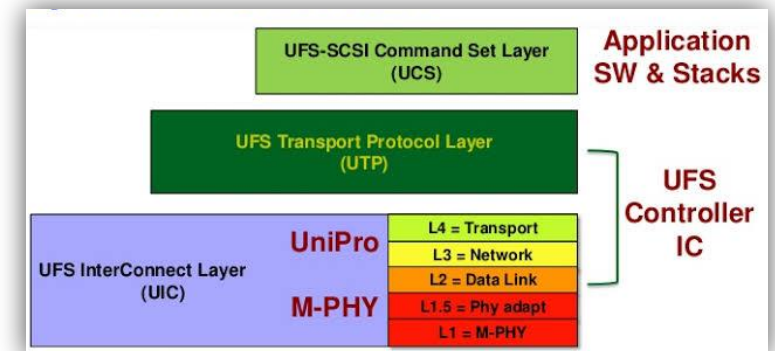 UFS-SCSI Command Set Layer
(UCS)
Application
SW & Stacks
UFS Transport Protocol Layer
(UTP)
UFS
Controller
IC
UFS InterConnect Layer
(UIC)
UniPro
M-PHY
L4 = Transport
L3 = Network
L2 = Data Link
L1.5 = Phy adapt
L1 = M-PHY